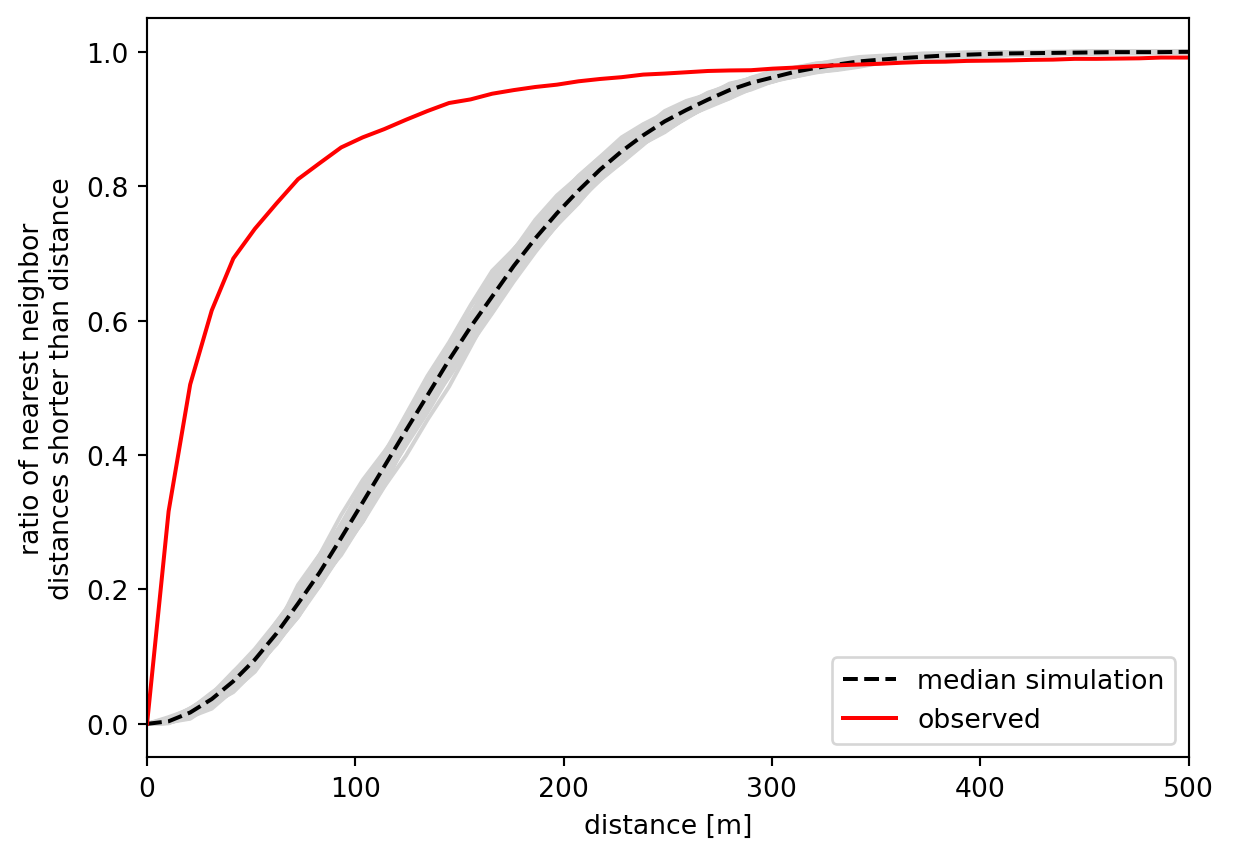 1.0
0.8
0.6
0.4
0.2
0.0
ratio of nearest neighbor
distances shorter than distance
median simulation
observed
0
100
200
300
400
500
distance [m]